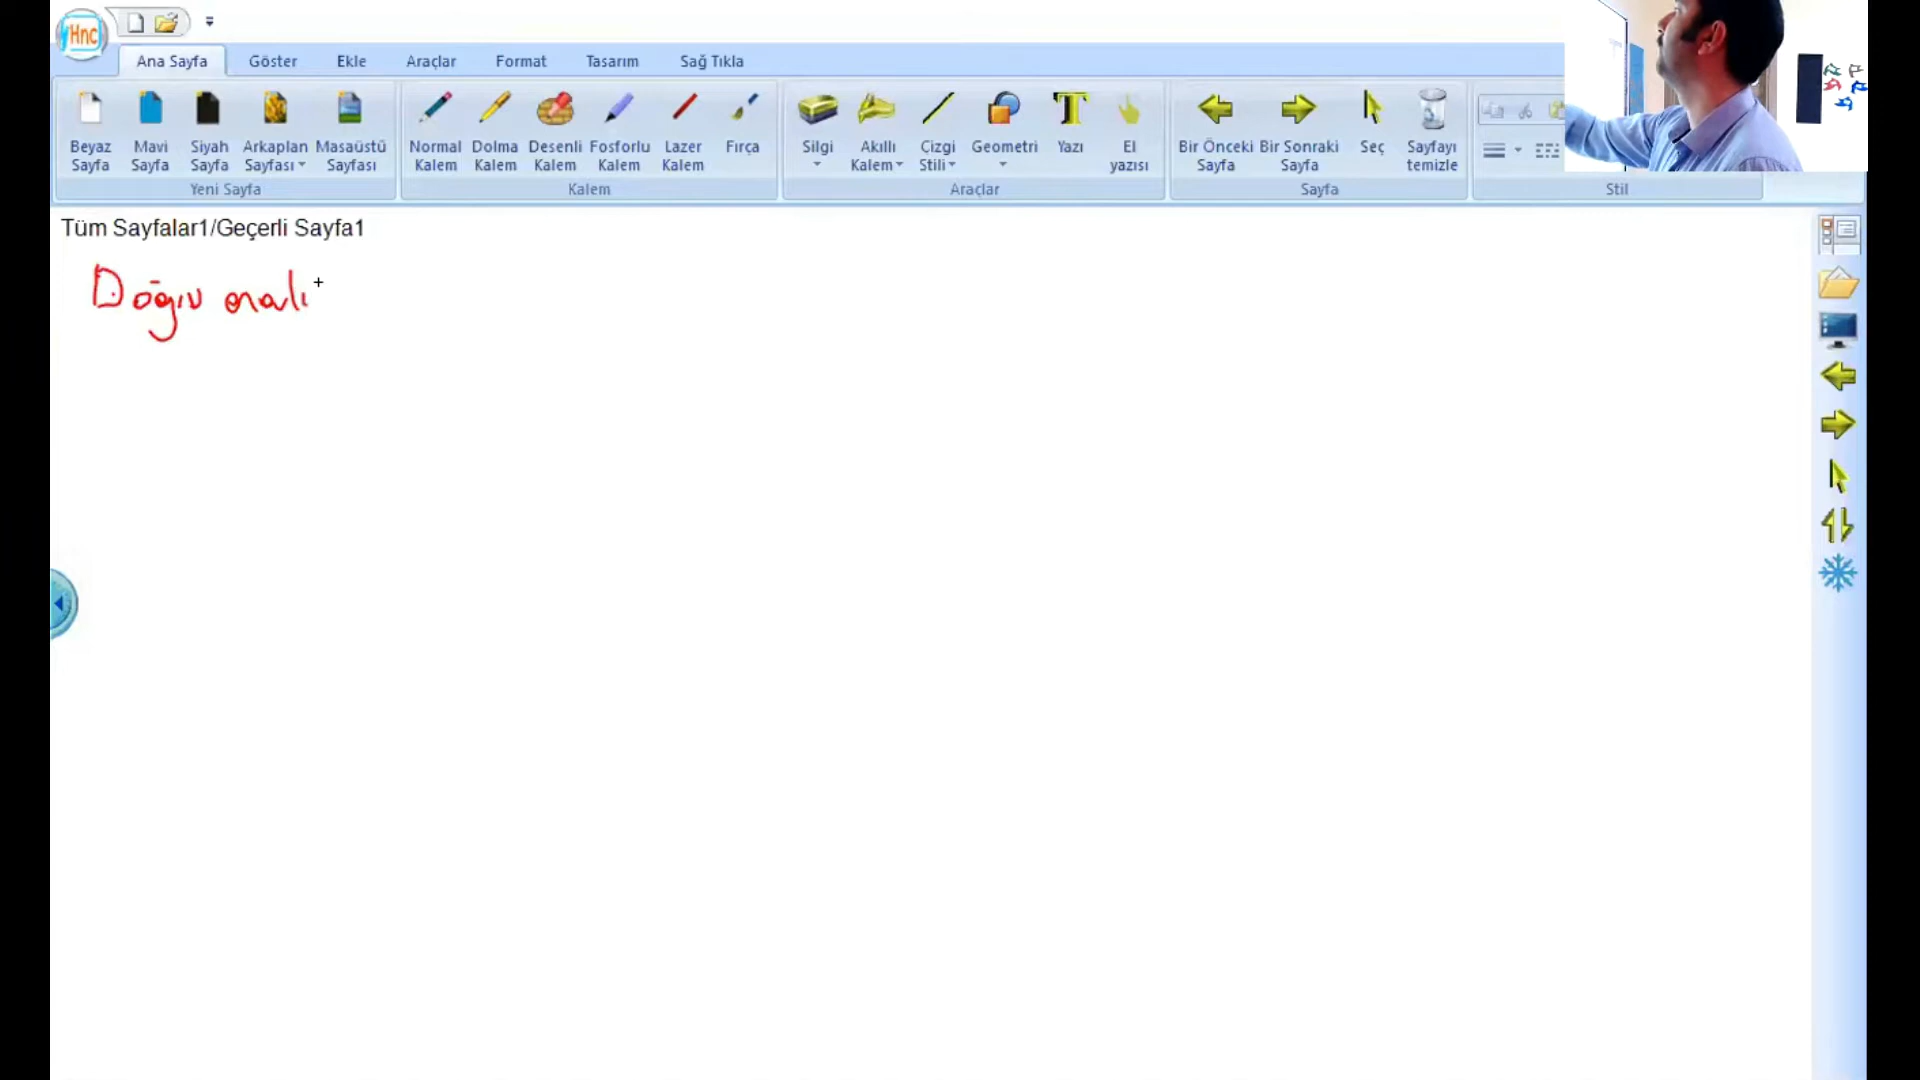 Hnc
Ana Sayfa Göster Ekle Araçlar Format Tasarım Sağ Tıkla
Beyaz Sayfa Mavi Sayfa Siyah Sayfa Arkaplan Sayfası Masaüstü Sayfası
Normal Kalem Dolma Kalem Desenli Kalem Fosforlu Kalem Lazer Kalem Fırça
Silgi Akıllı Kalem Çizgi Stili Geometri Yazı El yazısı
Bir Önceki Sayfa Bir Sonraki Sayfa Seç Sayfayı temizle
Yeni Sayfa Kalem Araçlar Sayfa Stil
Tüm Sayfalar1/Geçerli Sayfa1
Doğru oralı